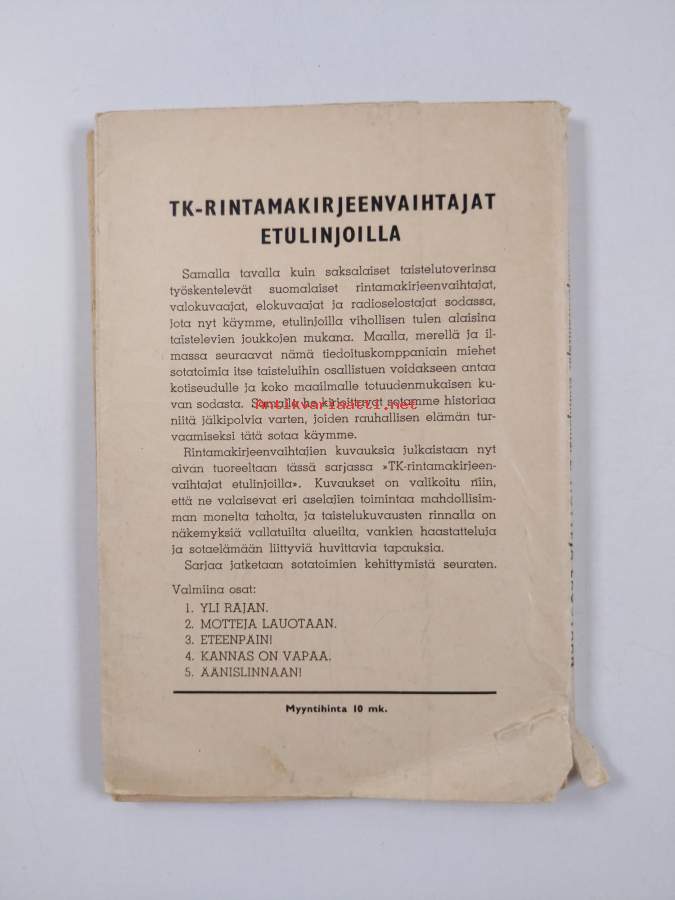 TK-RINTAMAKIRJEENVAIHTAJAT
ETULINJOILLA
Samalla tavalla kuin saksalaiset taistelutoverinsa
työskentelevät suomalaiset rintamakirjeenvaihtajat,
valokuvaajat, elokuvaajat ja radioselostajat sodassa,
jota nyt käymme, etulinjoilla vihollisen tulen alaisina
taistelevien joukkojen mukana. Maalla, merellä ja il-
massa seuraavat nämä tiedoituskomppaniain miehet
sotatoimia itse taisteluihin osallistuen voidakseen antaa
kotiseudulle ja koko maailmalle totuudenmukaisen ku-
van sodasta. Samalla he kirjoittavat sotamme historiaa
Antikvariaatti.net
niitä jälkipolvia varten, joiden rauhallisen elämän tur-
vaamiseksi tätä sotaa käymme.
Rintamakirjeenvaihtajien kuvauksia julkaistaan nyt
aivan tuoreeltaan tässä sarjassa »TK-rintamakirjeen-
vaihtajat etulinjoilla». Kuvaukset on valikoitu niin,
että ne valaisevat eri aselajien toimintaa mahdollisim-
man monelta taholta, ja taistelukuvausten rinnalla on
näkemyksiä vallatuilta alueilta, vankien haastatteluja
ja sotaelämään liittyviä huvittavia tapauksia.
Sarjaa jatketaan sotatoimien kehittymistä seuraten.
Valmiina osat:
1. YLI RAJAN.
2. MOTTEJA LAUOTAAN.
3. ETEENPÄIN!
4. KANNAS ON VAPAA.
5. ÄÄNISLINNAAN!
Myyntihinta 10 mk.